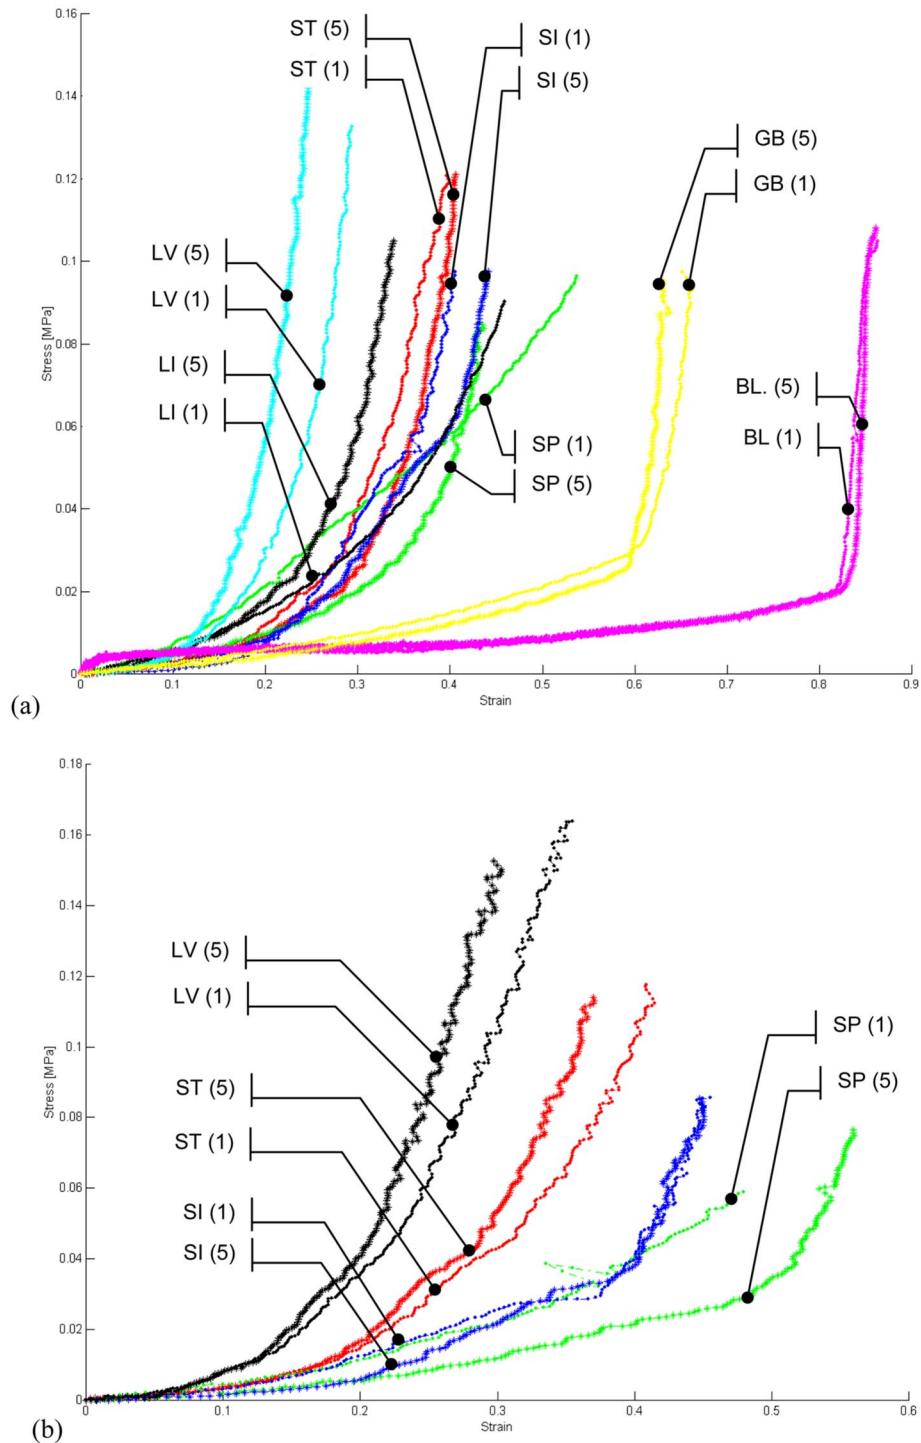 0.16
0.14
0.12
0.1
0.08
0.06
0.04
0.02
0
Stress [MPa]
ST (5)
ST (1)
SI (1)
SI (5)
GB (5)
GB (1)
LV (5)
LV (1)
LI (5)
LI (1)
SP (1)
SP (5)
BL. (5)
BL (1)
0 0.1 0.2 0.3 0.4 0.5 0.6 0.7 0.8 0.9
Strain
(a)
0.18
0.16
0.14
0.12
0.1
0.08
0.06
0.04
0.02
0
Stress [MPa]
LV (5)
LV (1)
ST (5)
ST (1)
SI (1)
SI (5)
SP (1)
SP (5)
0 0.1 0.2 0.3 0.4 0.5 0.6
Strain
(b)